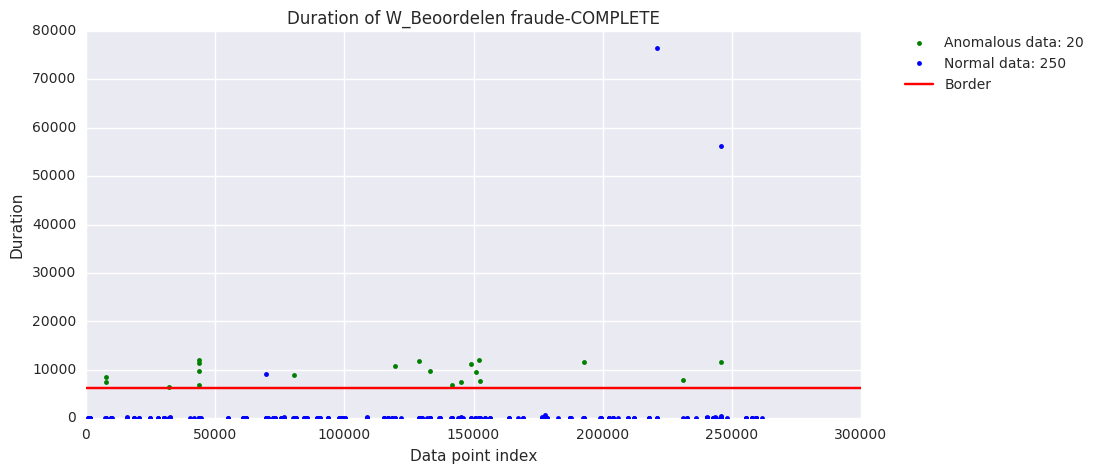 Duration of W_Beoordelen fraude-COMPLETE
80000
70000
60000
50000
40000
30000
20000
10000
0
Duration
0 50000 100000 150000 200000 250000 300000
Data point index
Anomalous data: 20
Normal data: 250
Border